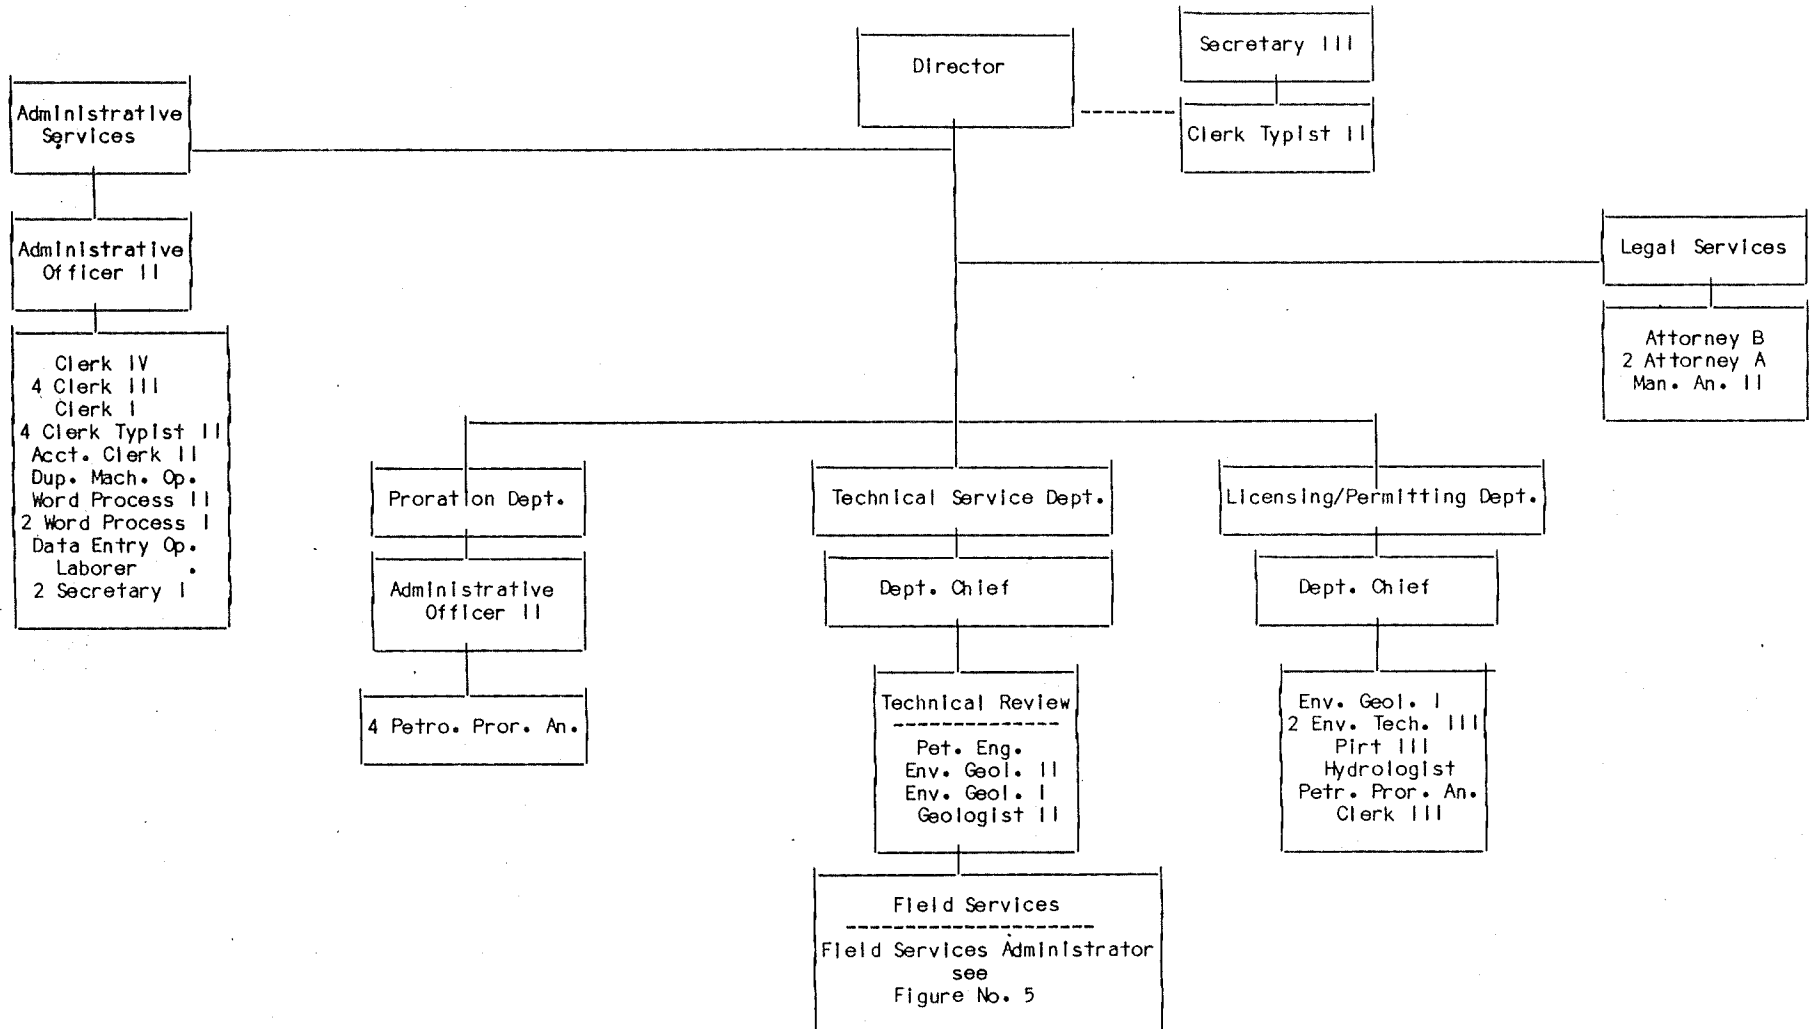 Director
Secretary III
Clerk Typist II
Administrative
Services
Administrative
Officer II
Clerk IV
4 Clerk III
Clerk I
4 Clerk Typist II
Acct. Clerk II
Dup. Mach. Op.
Word Process II
2 Word Process I
Data Entry Op.
Laborer
2 Secretary I
Legal Services
Attorney B
2 Attorney A
Man. An. II
Proration Dept.
Administrative
Officer II
4 Petro. Pror. An.
Technical Service Dept.
Dept. Chief
Technical Review
Pet. Eng.
Env. Geol. II
Env. Geol. I
Geologist II
Field Services
Field Services Administrator
see
Figure No. 5
Licensing/Permitting Dept.
Dept. Chief
Env. Geol. I
2 Env. Tech. III
Pirt III
Hydrologist
Petr. Pror. An.
Clerk III